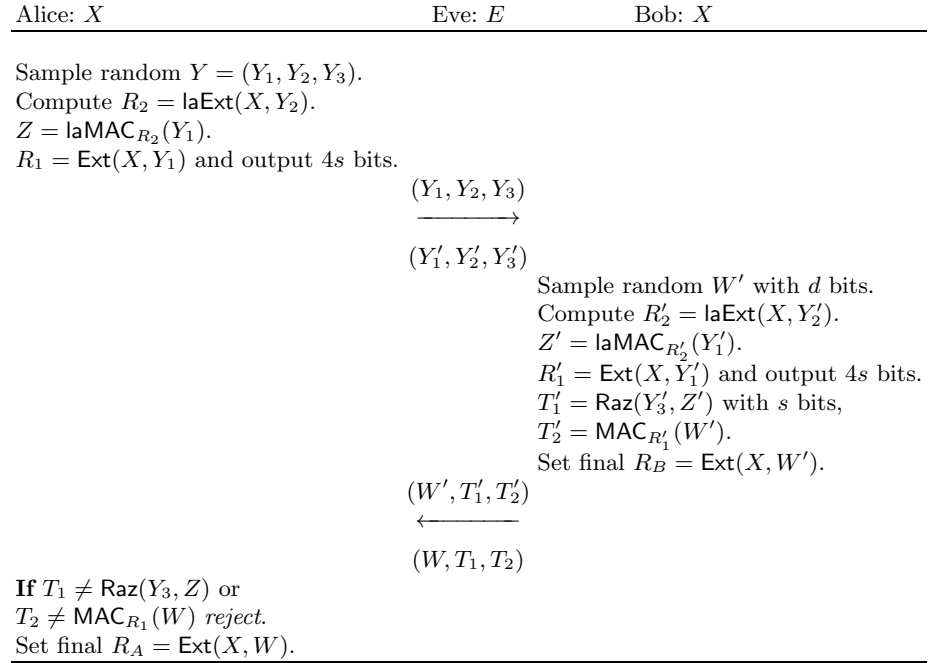 Alice: X Eve: E Bob: X
Sample random Y = (Y₁, Y₂, Y₃).
Compute R₂ = laExt(X, Y₂).
Z = laMAC_{R₂}(Y₁).
R₁ = Ext(X, Y₁) and output 4s bits.
(Y₁, Y₂, Y₃)
⟶
(Y₁′, Y₂′, Y₃′)
Sample random W′ with d bits.
Compute R₂′ = laExt(X, Y₂′).
Z′ = laMAC_{R₂′}(Y₁′).
R₁′ = Ext(X, Y₁′) and output 4s bits.
T₁′ = Raz(Y₃′, Z′) with s bits,
T₂′ = MAC_{R₁′}(W′).
Set final R_B = Ext(X, W′).
(W′, T₁′, T₂′)
⟵
(W, T₁, T₂)
If T₁ ≠ Raz(Y₃, Z) or
T₂ ≠ MAC_{R₁}(W) reject.
Set final R_A = Ext(X, W).